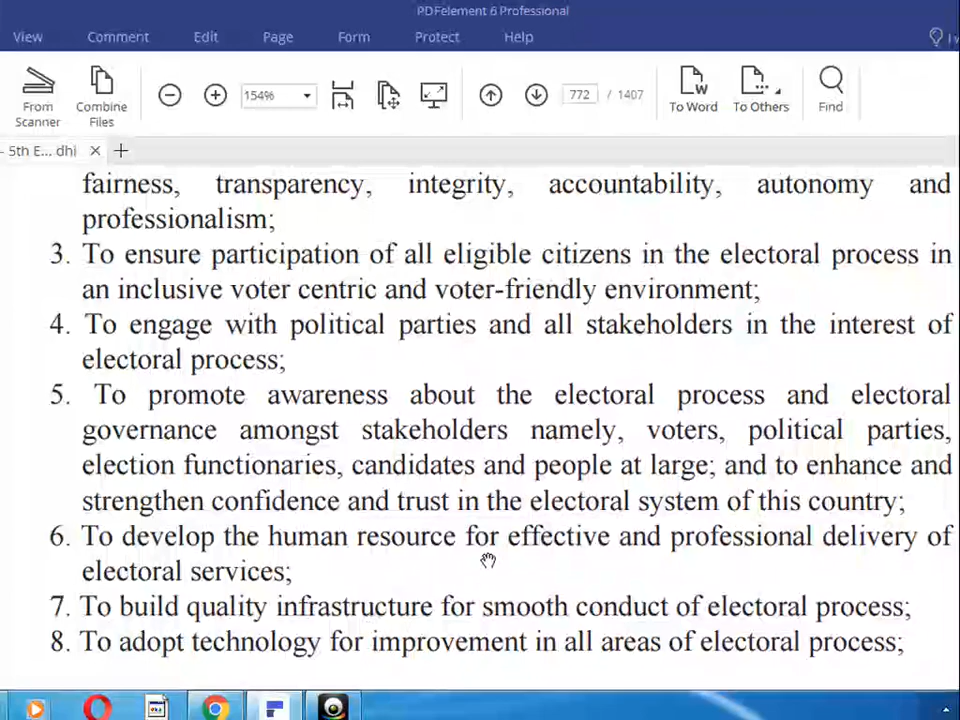 PDFelement 6 Professional
View Comment Edit Page Form Protect Help
154% 772 / 1407
From Scanner
Combine Files
To Word To Others Find
- 5th E... dhi
fairness, transparency, integrity, accountability, autonomy and
professionalism;
3. To ensure participation of all eligible citizens in the electoral process in
an inclusive voter centric and voter-friendly environment;
4. To engage with political parties and all stakeholders in the interest of
electoral process;
5. To promote awareness about the electoral process and electoral
governance amongst stakeholders namely, voters, political parties,
election functionaries, candidates and people at large; and to enhance and
strengthen confidence and trust in the electoral system of this country;
6. To develop the human resource for effective and professional delivery of
electoral services;
7. To build quality infrastructure for smooth conduct of electoral process;
8. To adopt technology for improvement in all areas of electoral process;